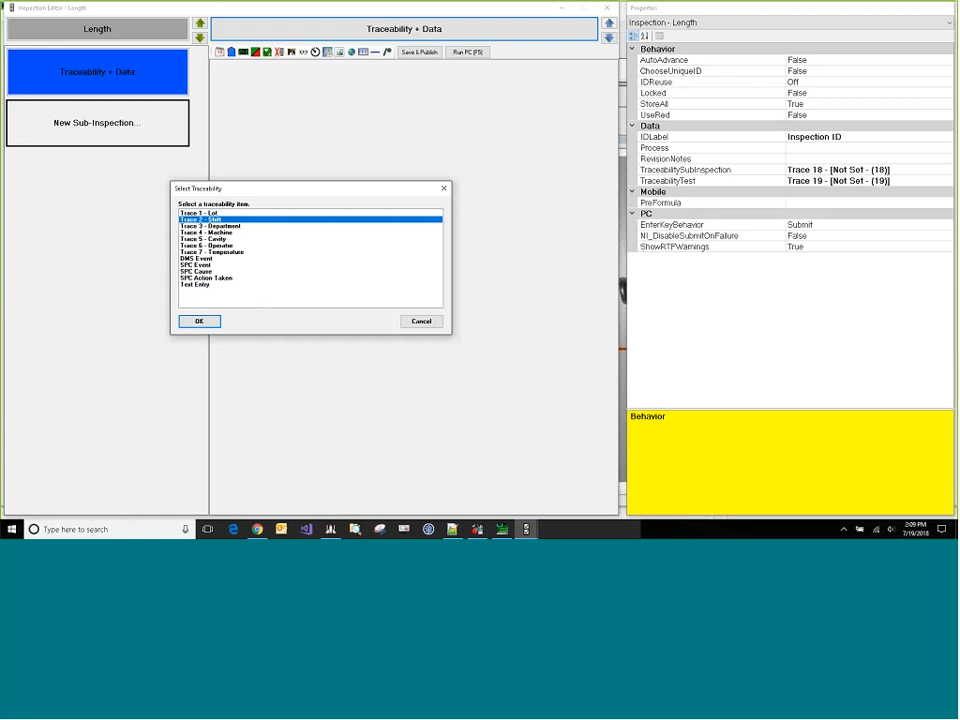 Inspection Editor - Length
Length
Traceability + Data
Save & Publish
Run PC (F5)
Traceability + Data
New Sub-Inspection...
Select Traceability
Select a traceability item.
Trace 1 - Lot
Trace 2 - Shift
Trace 3 - Department
Trace 4 - Machine
Trace 5 - Cavity
Trace 6 - Operator
Trace 7 - Temperature
DMS Event
SPC Event
SPC Cause
SPC Action Taken
Text Entry
OK
Cancel
Properties
Inspection - Length
Behavior
AutoAdvance False
ChooseUniqueID False
IDReuse Off
Locked False
StoreAll True
UseRed False
Data
IDLabel Inspection ID
Process
RevisionNotes
TraceabilitySubInspection Trace 18 - [Not Set - (18)]
TraceabilityTest Trace 19 - [Not Set - (19)]
Mobile
PreFormula
PC
EnterKeyBehavior Submit
NI_DisableSubmitOnFailure False
ShowRTFWarnings True
Behavior
Type here to search
2:09 PM
7/19/2018